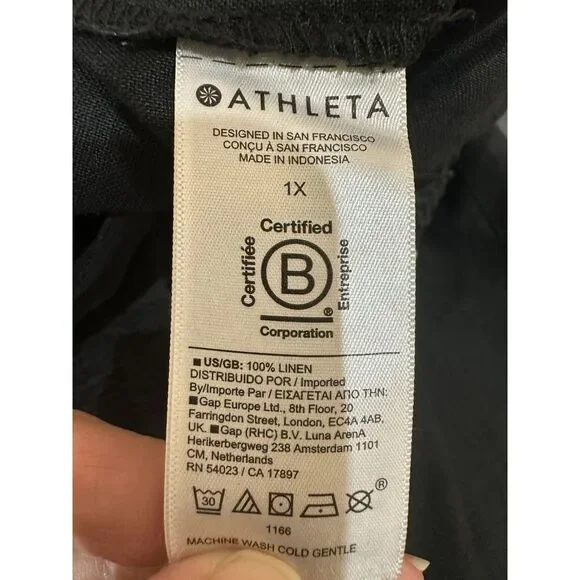 ATHLETA
DESIGNED IN SAN FRANCISCO
CONÇU À SAN FRANCISCO
MADE IN INDONESIA
1X
Certified
Certifiée
B
Entreprise
®
Corporation
■ US/GB: 100% LINEN
DISTRIBUIDO POR / Imported
By/Importe Par / ΕΙΣΑΓΕΤΑΙ ΑΠΟ ΤΗΝ:
■Gap Europe Ltd., 8th Floor, 20
Farringdon Street, London, EC4A 4AB,
UK. ■Gap (RHC) B.V. Luna ArenA
Herikerbergweg 238 Amsterdam 1101
CM, Netherlands
RN 54023 / CA 17897
30
®
1166
MACHINE WASH COLD GENTLE